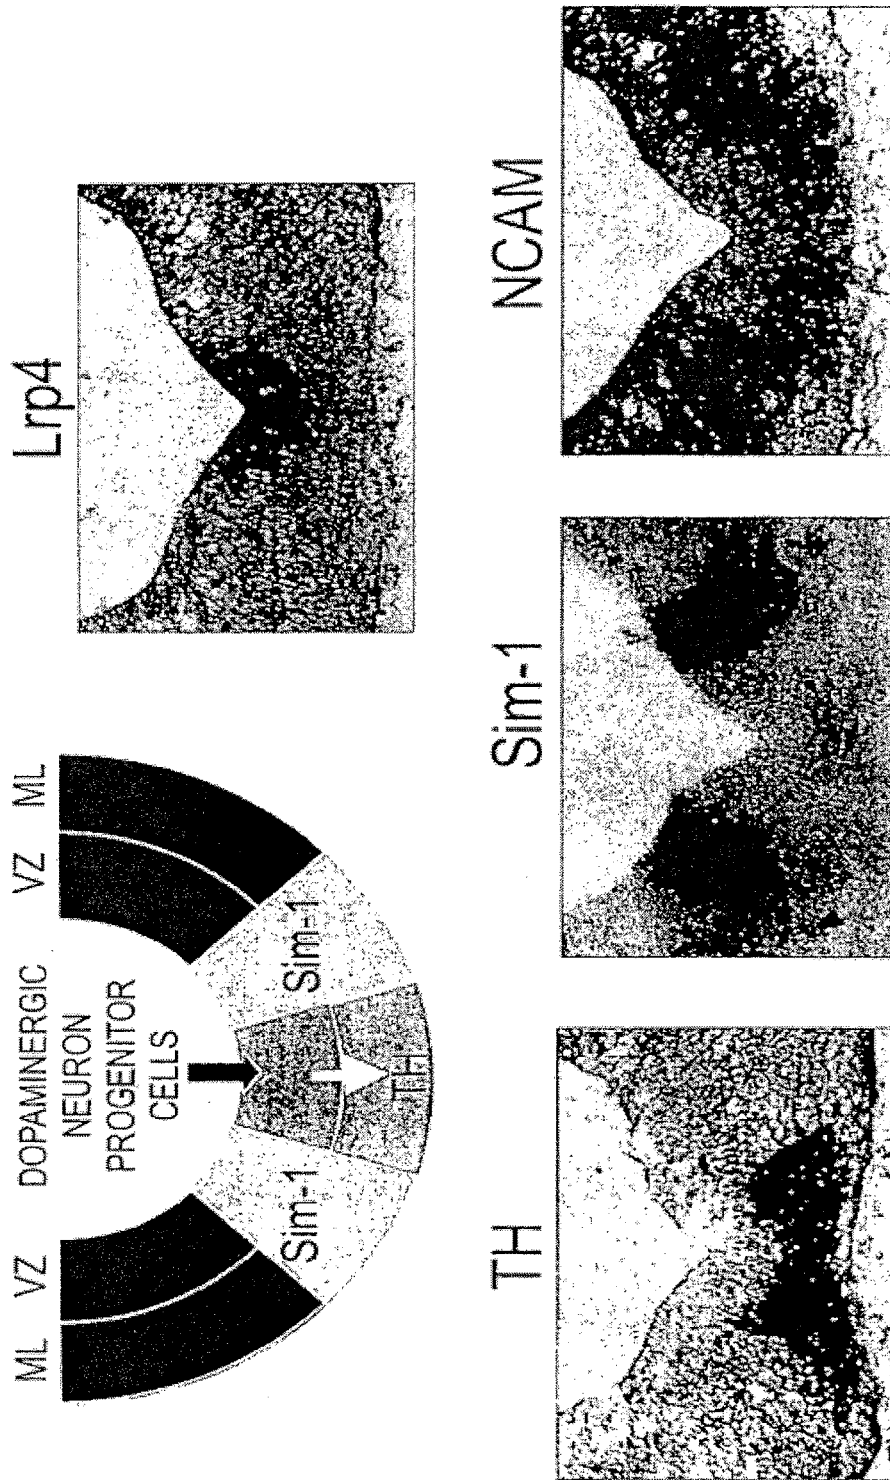 ML VZ
DOPAMINERGIC
NEURON
PROGENITOR
CELLS
VZ ML
Sim-1
TH
Sim-1
Lrp4
TH
Sim-1
NCAM